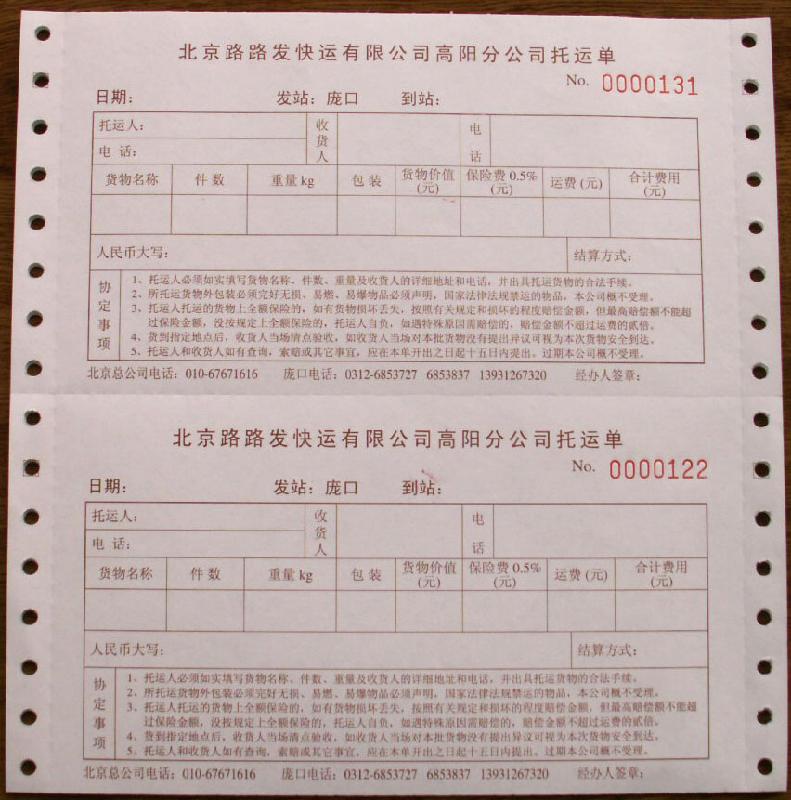 北京路路发快运有限公司高阳分公司托运单
No. 0000131
日期： 发站：庞口 到站：
托运人： 收货人 电话
电 话：
货物名称 件 数 重量 kg 包 装 货物价值(元) 保险费 0.5%(元) 运费 (元) 合计费用(元)
人民币大写： 结算方式：
协定事项
1、托运人必须如实填写货物名称、件数、重量及收货人的详细地址和电话，并出具托运货物的合法手续。
2、所托运货物外包装必须完好无损、易燃、易爆物品必须声明，国家法律法规禁运的物品，本公司概不受理。
3、托运人托运的货物上全额保险的，如有货物损坏丢失，按照有关规定和损坏的程度赔偿金额，但最高赔偿额不能超
过保险金额，没按规定上全额保险的，托运人自负，如遇特殊原因需赔偿的，赔偿金额不超过运费的贰倍。
4、货到指定地点后，收货人当场清点验收，如收货人当场对本批货物没有提出异议可视为本次货物安全到达。
5、托运人和收货人如有查询，索赔或其它事宜，应在本单开出之日起十五日内提出。过期本公司概不受理。
北京总公司电话：010-67671616 庞口电话：0312-6853727 6853837 13931267320 经办人签章：
北京路路发快运有限公司高阳分公司托运单
No. 0000122
日期： 发站：庞口 到站：
托运人： 收货人 电话
电 话：
货物名称 件 数 重量 kg 包 装 货物价值(元) 保险费 0.5%(元) 运费 (元) 合计费用(元)
人民币大写： 结算方式：
协定事项
1、托运人必须如实填写货物名称、件数、重量及收货人的详细地址和电话，并出具托运货物的合法手续。
2、所托运货物外包装必须完好无损、易燃、易爆物品必须声明，国家法律法规禁运的物品，本公司概不受理。
3、托运人托运的货物上全额保险的，如有货物损坏丢失，按照有关规定和损坏的程度赔偿金额，但最高赔偿额不能超
过保险金额，没按规定上全额保险的，托运人自负，如遇特殊原因需赔偿的，赔偿金额不超过运费的贰倍。
4、货到指定地点后，收货人当场清点验收，如收货人当场对本批货物没有提出异议可视为本次货物安全到达。
5、托运人和收货人如有查询，索赔或其它事宜，应在本单开出之日起十五日内提出。过期本公司概不受理。
北京总公司电话：010-67671616 庞口电话：0312-6853727 6853837 13931267320 经办人签章：